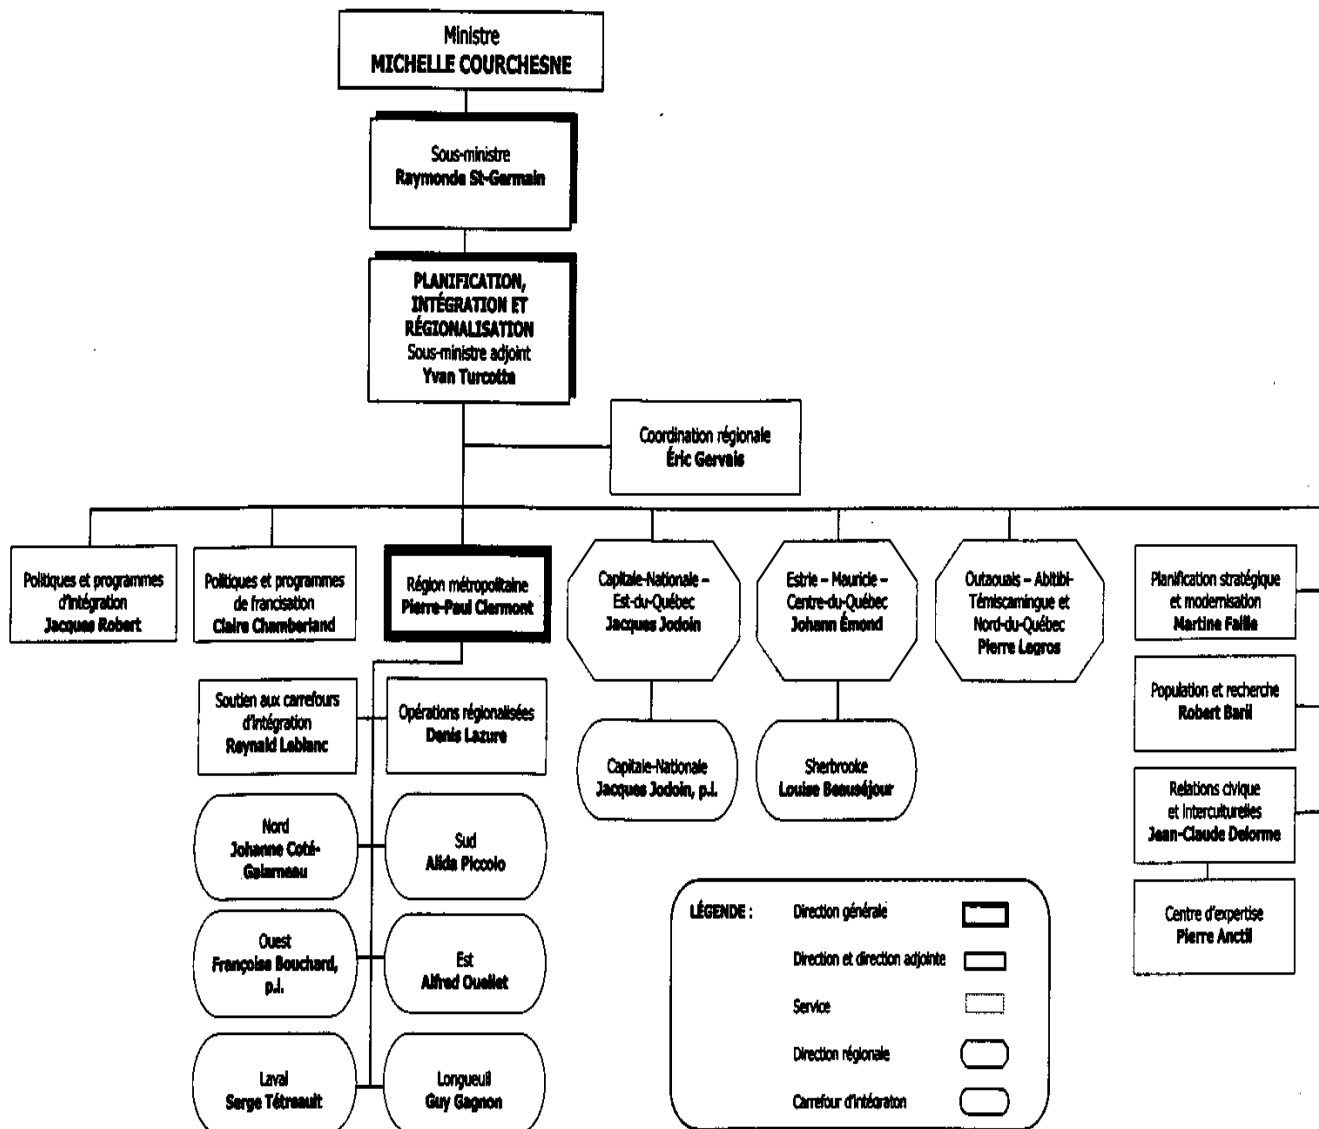 Ministre
MICHELLE COURCHESNE
Sous-ministre
Raymonde St-Germain
PLANIFICATION,
INTÉGRATION ET
RÉGIONALISATION
Sous-ministre adjoint
Yvan Turcotte
Coordination régionale
Éric Gervais
Politiques et programmes
d'intégration
Jacques Robert
Politiques et programmes
de francisation
Claire Chamberland
Région métropolitaine
Pierre-Paul Clermont
Capitale-Nationale –
Est-du-Québec
Jacques Jodoin
Estrie – Mauricie –
Centre-du-Québec
Johann Émond
Outaouais – Abitibi-
Témiscamingue et
Nord-du-Québec
Pierre Legros
Planification stratégique
et modernisation
Martine Faille
Soutien aux carrefours
d'intégration
Reynald Leblanc
Opérations régionalisées
Denis Lazure
Capitale-Nationale
Jacques Jodoin, p.i.
Sherbrooke
Louise Beauséjour
Population et recherche
Robert Baril
Relations civique
et interculturelles
Jean-Claude Delorme
Nord
Johanne Coté-
Galarneau
Sud
Alida Piccolo
Centre d'expertise
Pierre Anctil
Ouest
Françoise Bouchard,
p.i.
Est
Alfred Ouellet
Laval
Serge Tétreault
Longueuil
Guy Gagnon
LÉGENDE :
Direction générale
Direction et direction adjointe
Service
Direction régionale
Carrefour d'intégraton